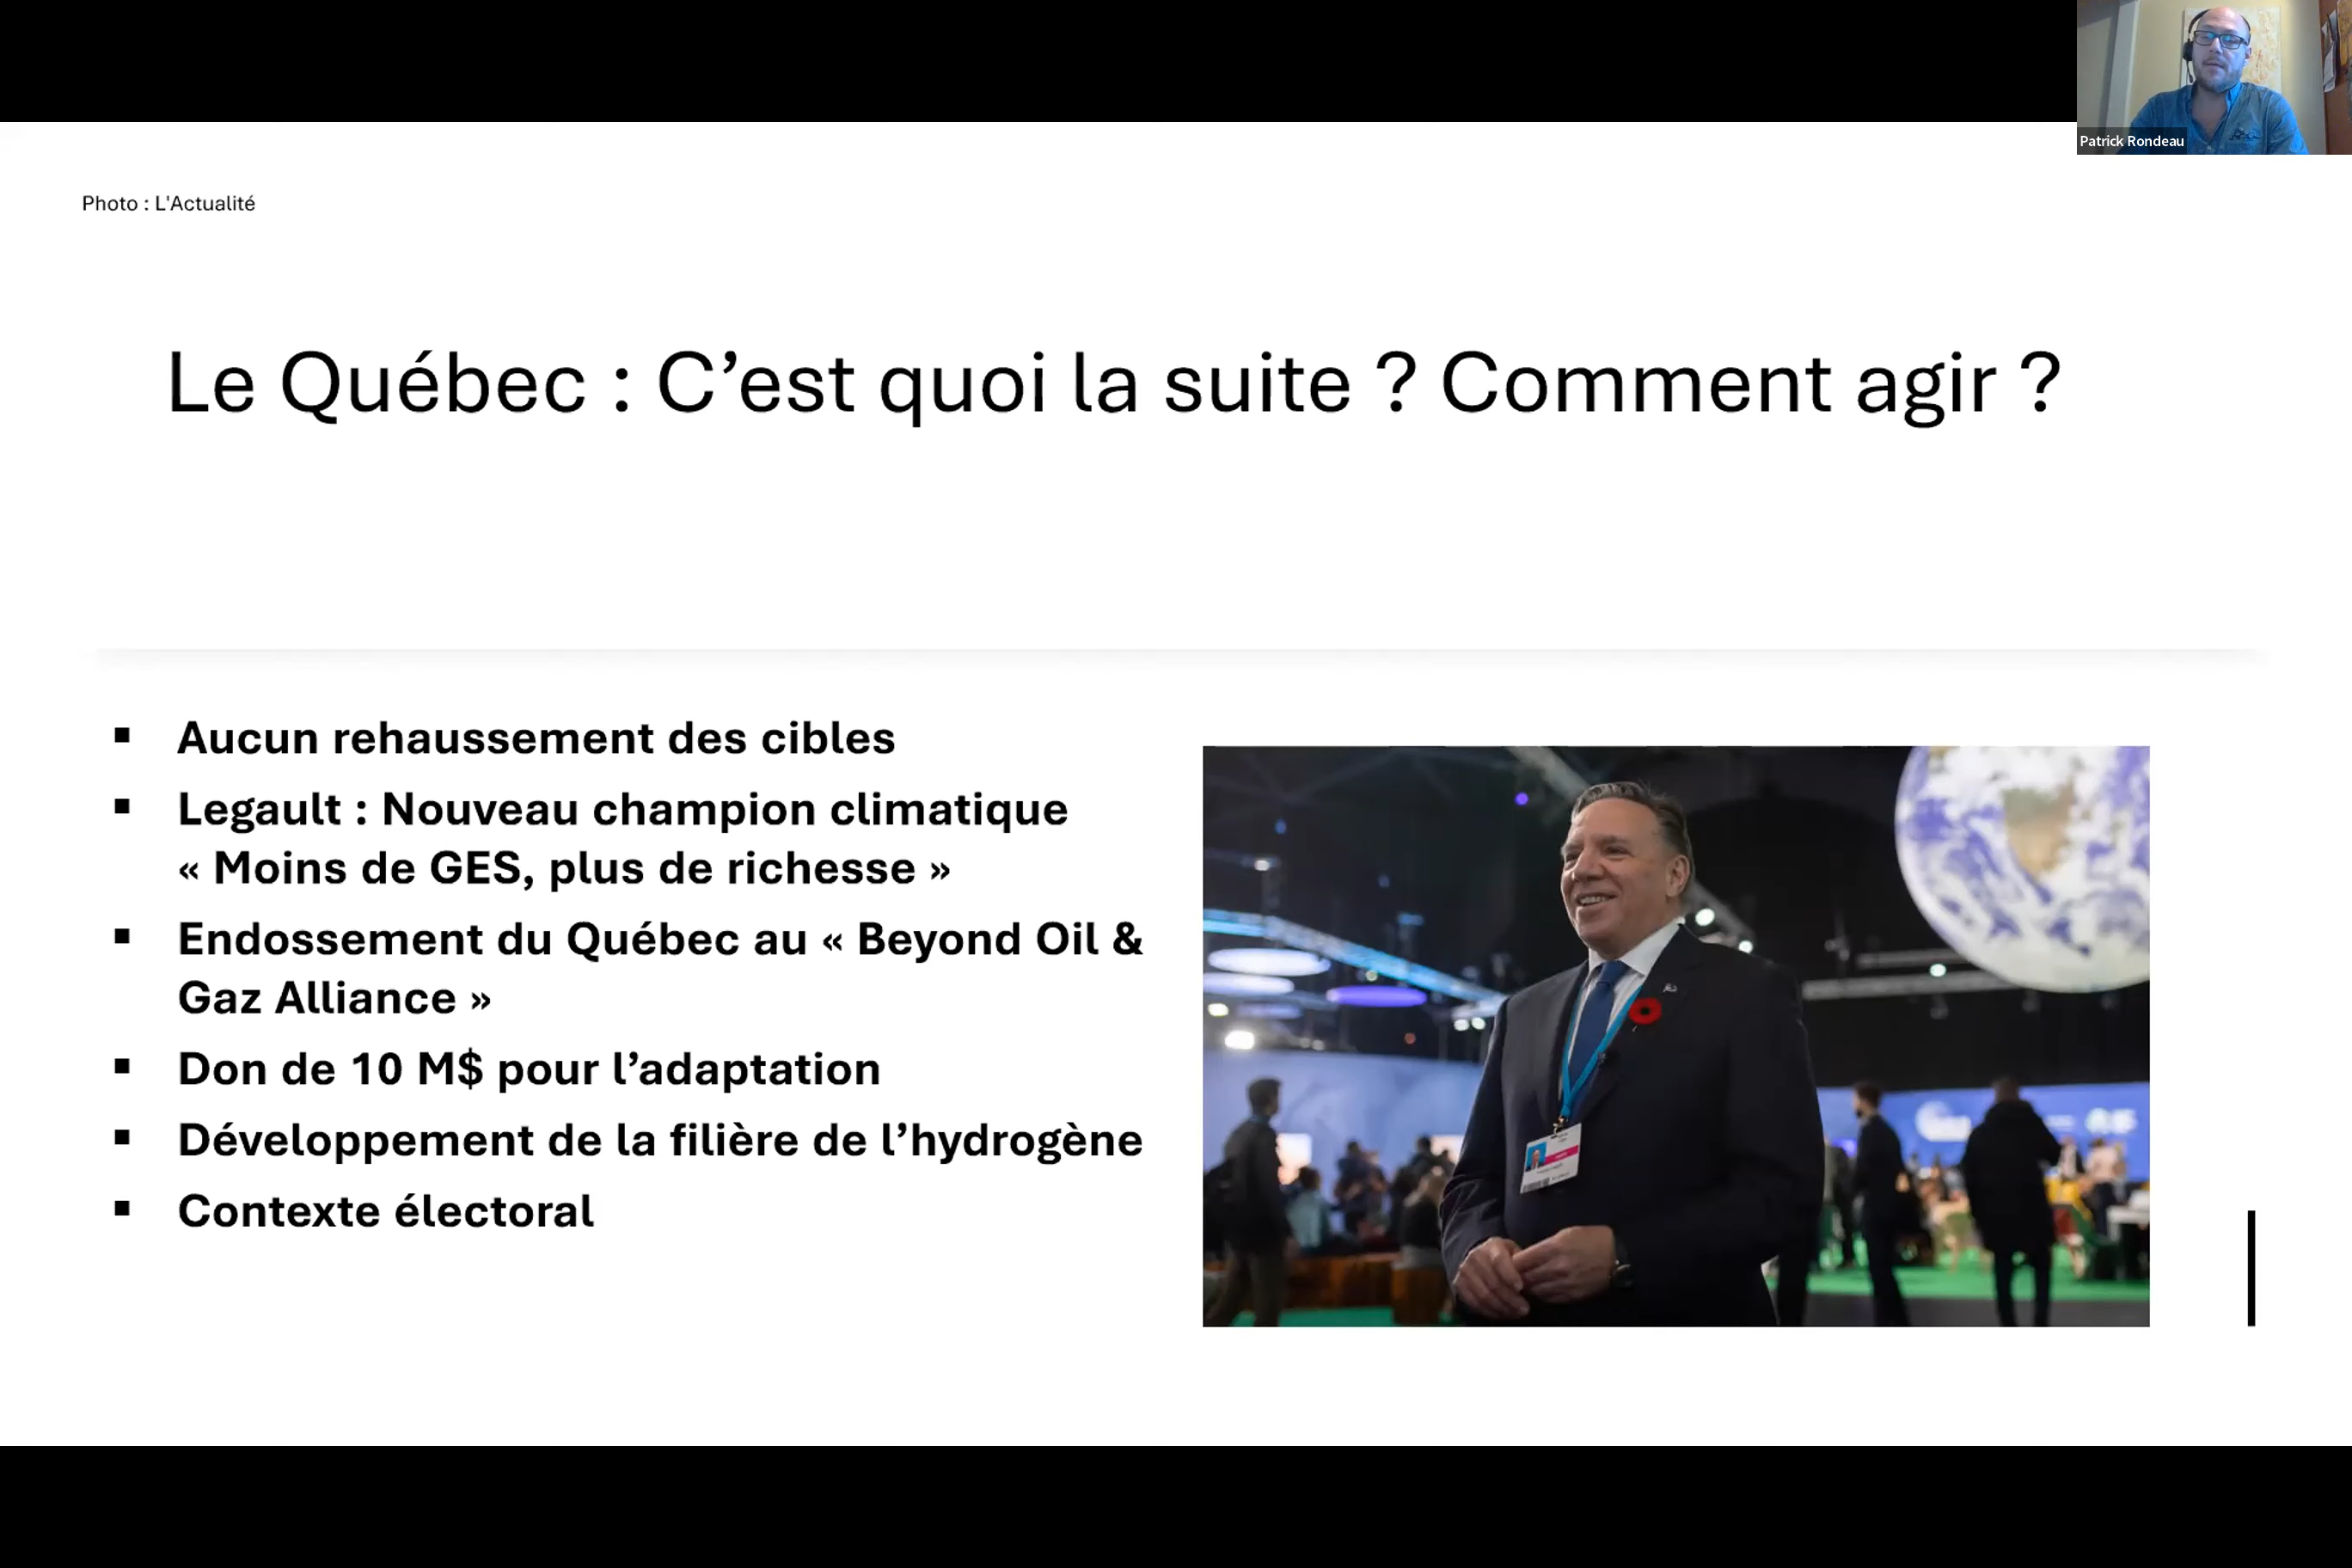 Patrick Rondeau
Photo : L'Actualité
Le Québec : C’est quoi la suite ? Comment agir ?
▪ Aucun rehaussement des cibles
▪ Legault : Nouveau champion climatique
« Moins de GES, plus de richesse »
▪ Endossement du Québec au « Beyond Oil &
Gaz Alliance »
▪ Don de 10 M$ pour l’adaptation
▪ Développement de la filière de l’hydrogène
▪ Contexte électoral